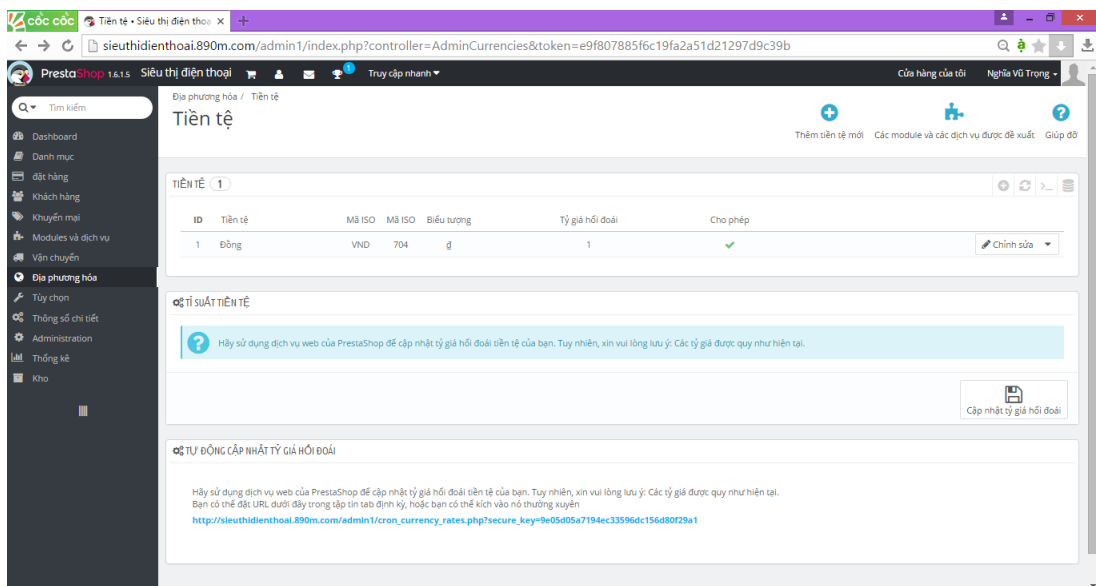 cốc cốc
Tiền tệ • Siêu thị điện thoạ
sieuthidienthoai.890m.com/admin1/index.php?controller=AdminCurrencies&token=e9f807885f6c19fa2a51d21297d9c39b
PrestaShop 1.6.1.5 Siêu thị điện thoại 1 Truy cập nhanh Cửa hàng của tôi Nghĩa Vũ Trọng
Tìm kiếm
Dashboard
Danh mục
đặt hàng
Khách hàng
Khuyến mại
Modules và dịch vụ
Vận chuyển
Địa phương hóa
Tùy chọn
Thông số chi tiết
Administration
Thống kê
Kho
Địa phương hóa / Tiền tệ
Tiền tệ
Thêm tiền tệ mới Các module và các dịch vụ được đề xuất Giúp đỡ
TIỀN TỆ 1
ID Tiền tệ Mã ISO Mã ISO Biểu tượng Tỷ giá hối đoái Cho phép
1 Đồng VND 704 ₫ 1 Chỉnh sửa
TỈ SUẤT TIỀN TỆ
Hãy sử dụng dịch vụ web của PrestaShop để cập nhật tỷ giá hối đoái tiền tệ của bạn. Tuy nhiên, xin vui lòng lưu ý: Các tỷ giá được quy như hiện tại.
Cập nhật tỷ giá hối đoái
TỰ ĐỘNG CẬP NHẬT TỶ GIÁ HỐI ĐOÁI
Hãy sử dụng dịch vụ web của PrestaShop để cập nhật tỷ giá hối đoái tiền tệ của bạn. Tuy nhiên, xin vui lòng lưu ý: Các tỷ giá được quy như hiện tại.
Bạn có thể đặt URL dưới đây trong tập tin tab định kỳ, hoặc bạn có thể kích vào nó thường xuyên
http://sieuthidienthoai.890m.com/admin1/cron_currency_rates.php?secure_key=9e05d05a7194ec33596dc156d80f29a1